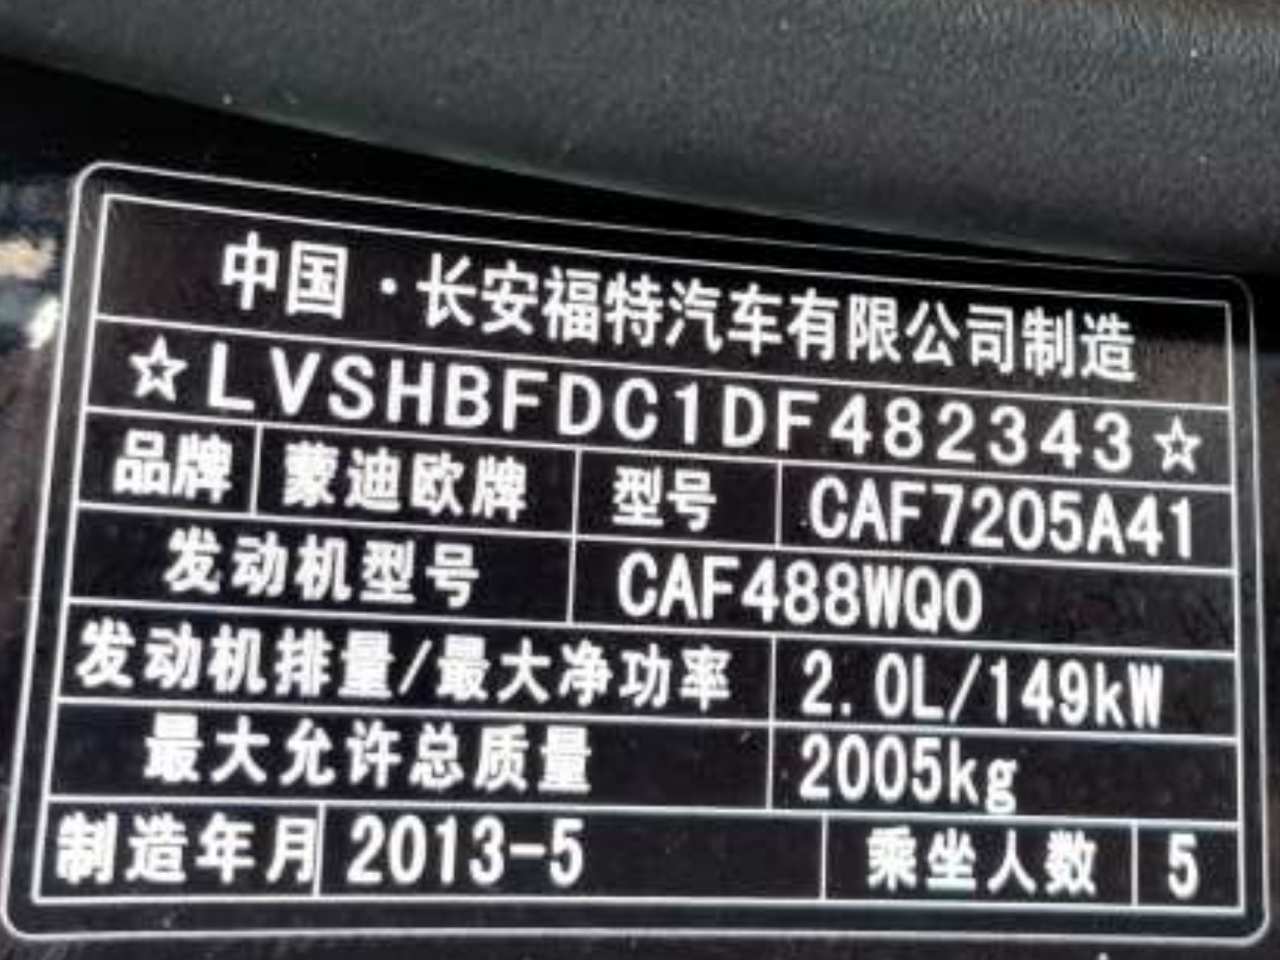 中国·长安福特汽车有限公司制造
☆LVSHBFDC1DF482343☆
品牌 蒙迪欧牌 型号 CAF7205A41
发动机型号 CAF488WQ0
发动机排量/最大净功率 2.0L/149kW
最大允许总质量 2005kg
制造年月 2013-5 乘坐人数 5